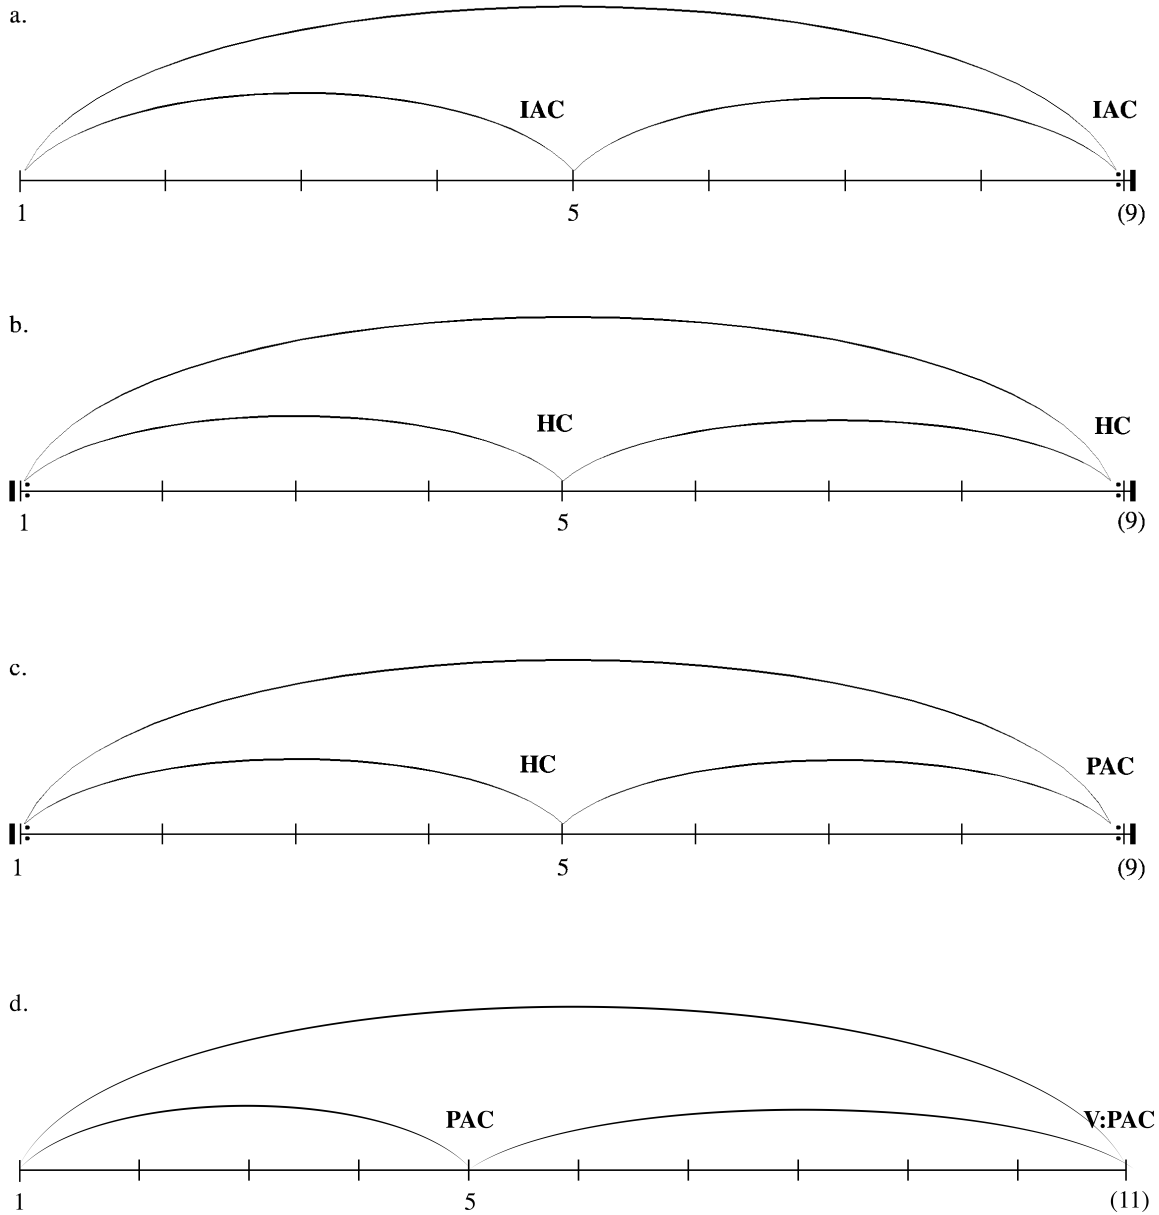 a.
IAC IAC
1 5 (9)
b.
HC HC
1 5 (9)
c.
HC PAC
1 5 (9)
d.
PAC V:PAC
1 5 (11)